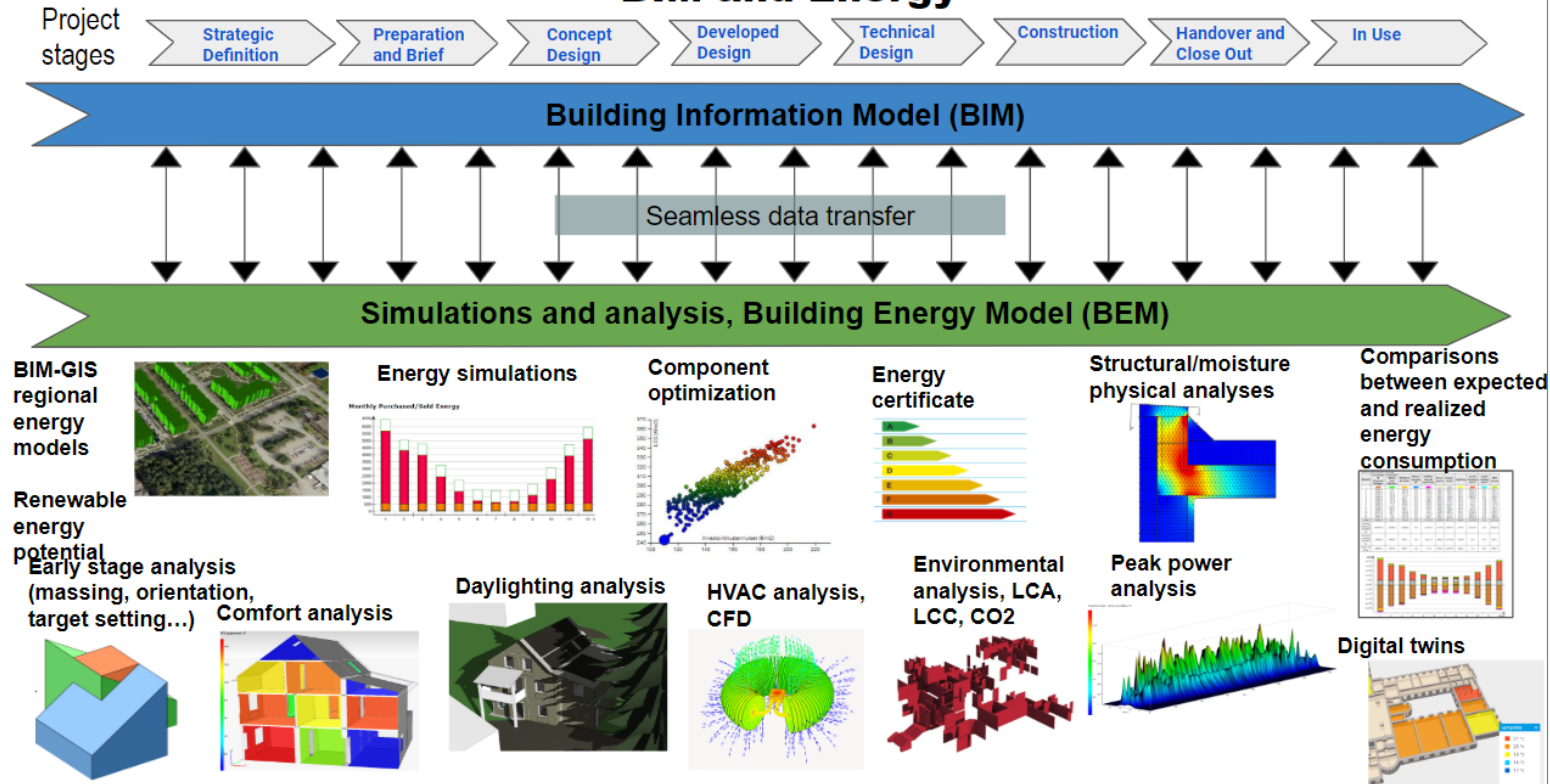 BIM and Energy
Project
stages
Strategic
Definition
Preparation
and Brief
Concept
Design
Developed
Design
Technical
Design
Construction
Handover and
Close Out
In Use
Building Information Model (BIM)
Seamless data transfer
Simulations and analysis, Building Energy Model (BEM)
BIM-GIS
regional
energy
models
Renewable
energy
potential
Energy simulations
Monthly Purchased/Sold Energy
Component
optimization
Energy
certificate
A
B
C
D
E
F
G
Structural/moisture
physical analyses
Comparisons
between expected
and realized
energy
consumption
Early stage analysis
(massing, orientation,
target setting…)
Comfort analysis
Daylighting analysis
HVAC analysis,
CFD
Environmental
analysis, LCA,
LCC, CO2
Peak power
analysis
Digital twins